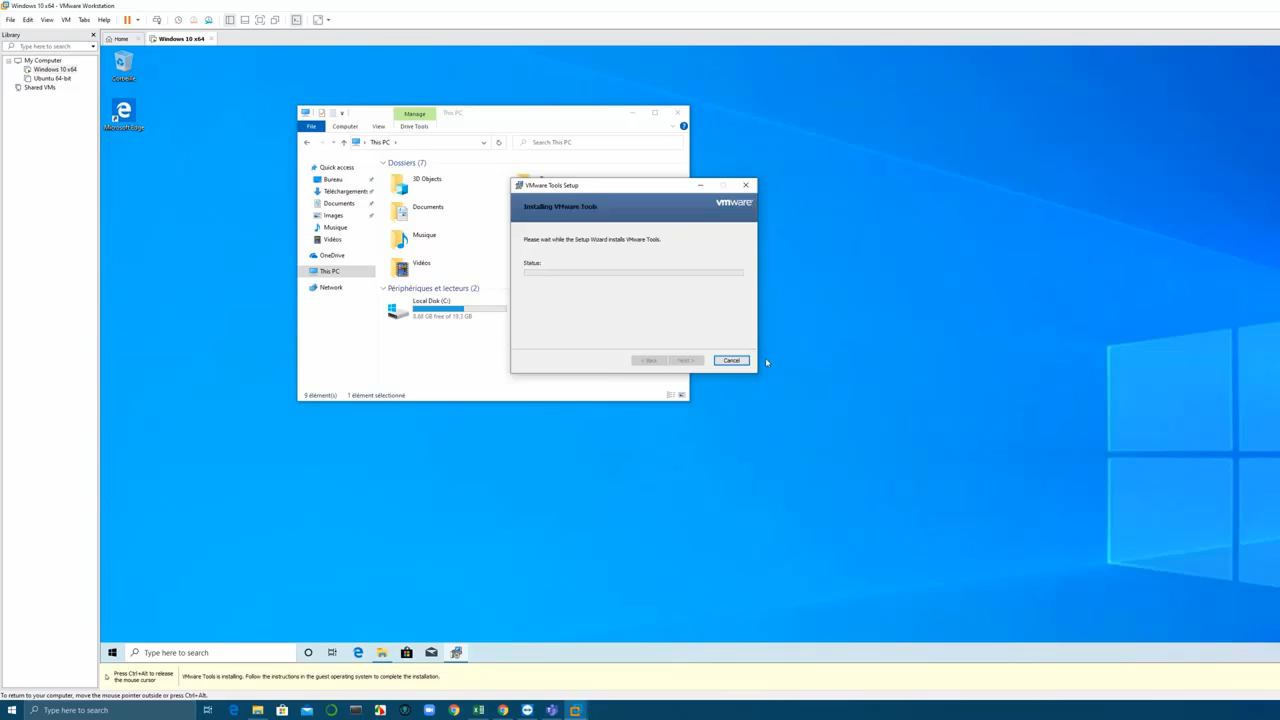 Windows 10 x64 - VMware Workstation
File Edit View VM Tabs Help
Library
Type here to search
My Computer
Windows 10 x64
Ubuntu 64-bit
Shared VMs
Home
Windows 10 x64
Corbeille
Microsoft Edge
Manage
This PC
File Computer View Drive Tools
This PC
Search This PC
Quick access
Bureau
Téléchargements
Documents
Images
Musique
Vidéos
OneDrive
This PC
Network
Dossiers (7)
3D Objects
Documents
Musique
Vidéos
Périphériques et lecteurs (2)
Local Disk (C:)
8.88 GB free of 19.3 GB
9 élément(s) 1 élément sélectionné
VMware Tools Setup
Installing VMware Tools
vmware
Please wait while the Setup Wizard installs VMware Tools.
Status:
< Back Next > Cancel
Type here to search
Press Ctrl+Alt to release
the mouse cursor
VMware Tools is installing. Follow the instructions in the guest operating system to complete the installation.
To return to your computer, move the mouse pointer outside or press Ctrl+Alt.
Type here to search